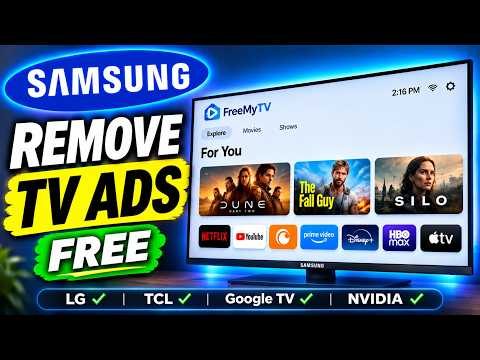 SAMSUNG
REMOVE
TV ADS
FREE
2:16 PM
FreeMyTV
Explore Movies Shows
For You
DUNE
PART TWO
The
Fall Guy
SILO
NETFLIX YouTube prime video Disney+ HBO max tv
SAMSUNG
LG ✓ | TCL ✓ | Google TV ✓ | NVIDIA ✓